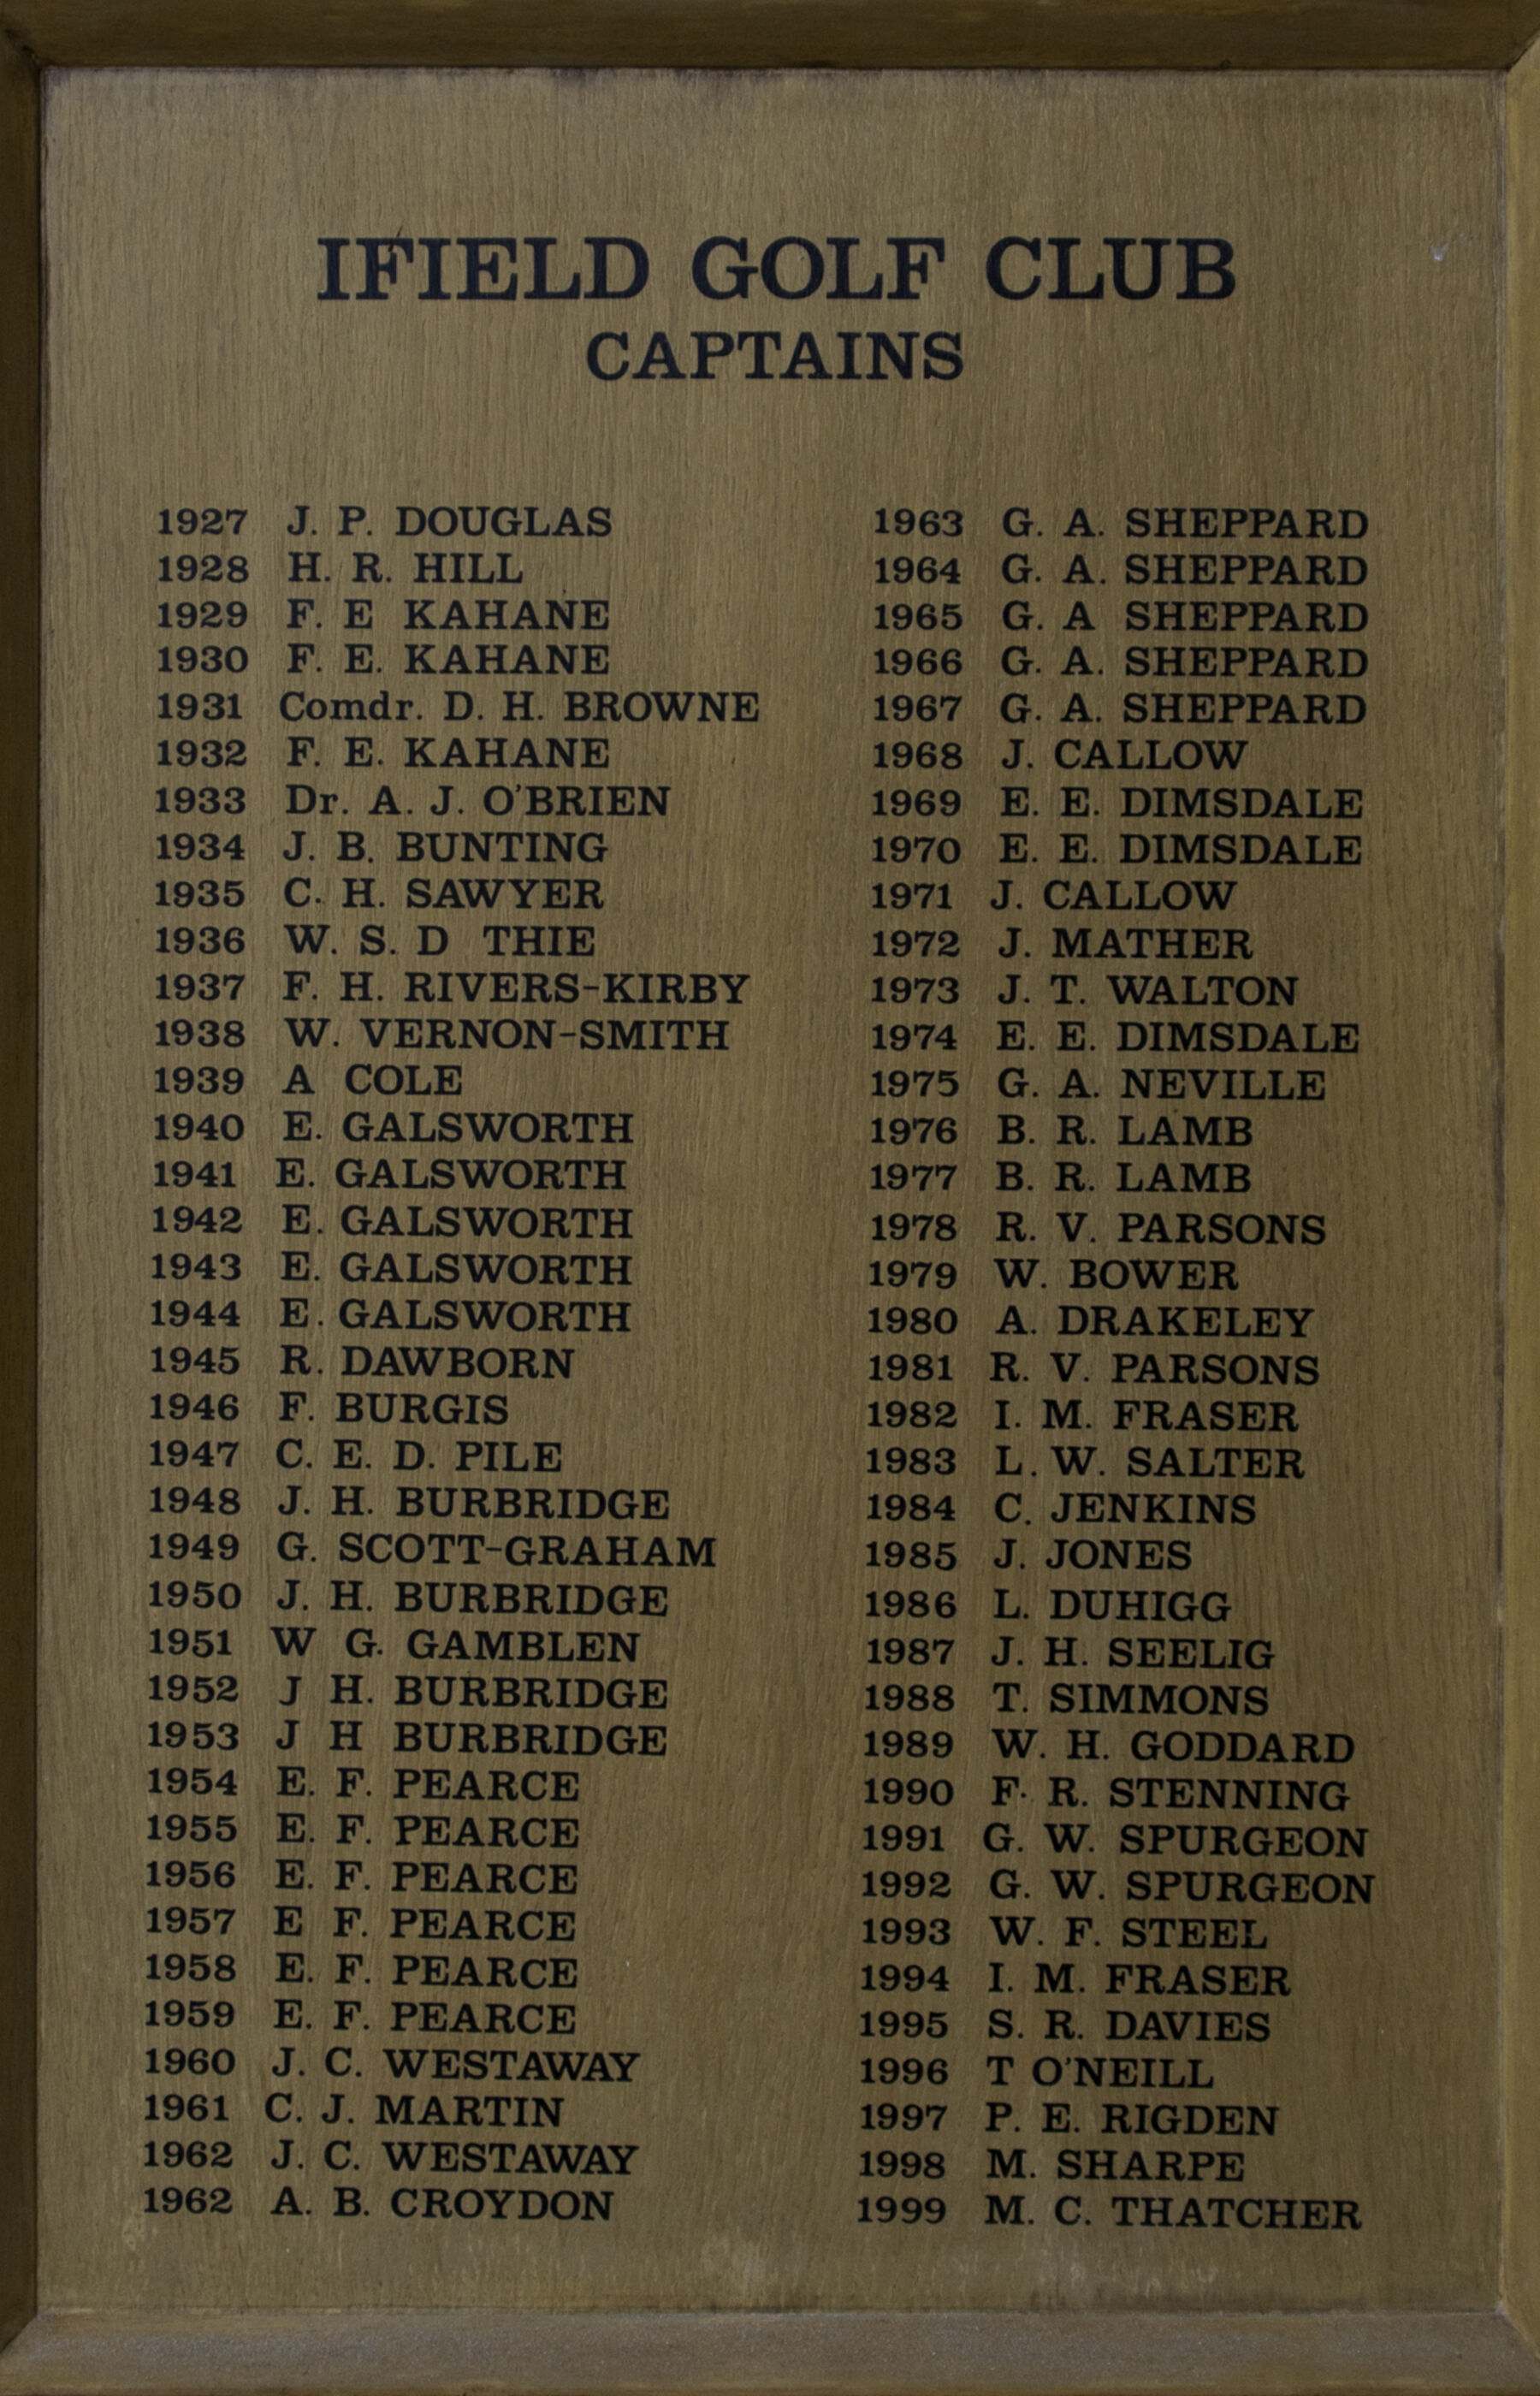 IFIELD GOLF CLUB
CAPTAINS
1927 J. P. DOUGLAS
1928 H. R. HILL
1929 F. E KAHANE
1930 F. E. KAHANE
1931 Comdr. D. H. BROWNE
1932 F. E. KAHANE
1933 Dr. A. J. O'BRIEN
1934 J. B. BUNTING
1935 C. H. SAWYER
1936 W. S. D THIE
1937 F. H. RIVERS-KIRBY
1938 W. VERNON-SMITH
1939 A COLE
1940 E. GALSWORTH
1941 E. GALSWORTH
1942 E. GALSWORTH
1943 E. GALSWORTH
1944 E. GALSWORTH
1945 R. DAWBORN
1946 F. BURGIS
1947 C. E. D. PILE
1948 J. H. BURBRIDGE
1949 G. SCOTT-GRAHAM
1950 J. H. BURBRIDGE
1951 W G. GAMBLEN
1952 J H. BURBRIDGE
1953 J H BURBRIDGE
1954 E. F. PEARCE
1955 E. F. PEARCE
1956 E. F. PEARCE
1957 E F. PEARCE
1958 E. F. PEARCE
1959 E. F. PEARCE
1960 J. C. WESTAWAY
1961 C. J. MARTIN
1962 J. C. WESTAWAY
1962 A. B. CROYDON
1963 G. A. SHEPPARD
1964 G. A. SHEPPARD
1965 G. A SHEPPARD
1966 G. A. SHEPPARD
1967 G. A. SHEPPARD
1968 J. CALLOW
1969 E. E. DIMSDALE
1970 E. E. DIMSDALE
1971 J. CALLOW
1972 J. MATHER
1973 J. T. WALTON
1974 E. E. DIMSDALE
1975 G. A. NEVILLE
1976 B. R. LAMB
1977 B. R. LAMB
1978 R. V. PARSONS
1979 W. BOWER
1980 A. DRAKELEY
1981 R. V. PARSONS
1982 I. M. FRASER
1983 L. W. SALTER
1984 C. JENKINS
1985 J. JONES
1986 L. DUHIGG
1987 J. H. SEELIG
1988 T. SIMMONS
1989 W. H. GODDARD
1990 F. R. STENNING
1991 G. W. SPURGEON
1992 G. W. SPURGEON
1993 W. F. STEEL
1994 I. M. FRASER
1995 S. R. DAVIES
1996 T O'NEILL
1997 P. E. RIGDEN
1998 M. SHARPE
1999 M. C. THATCHER